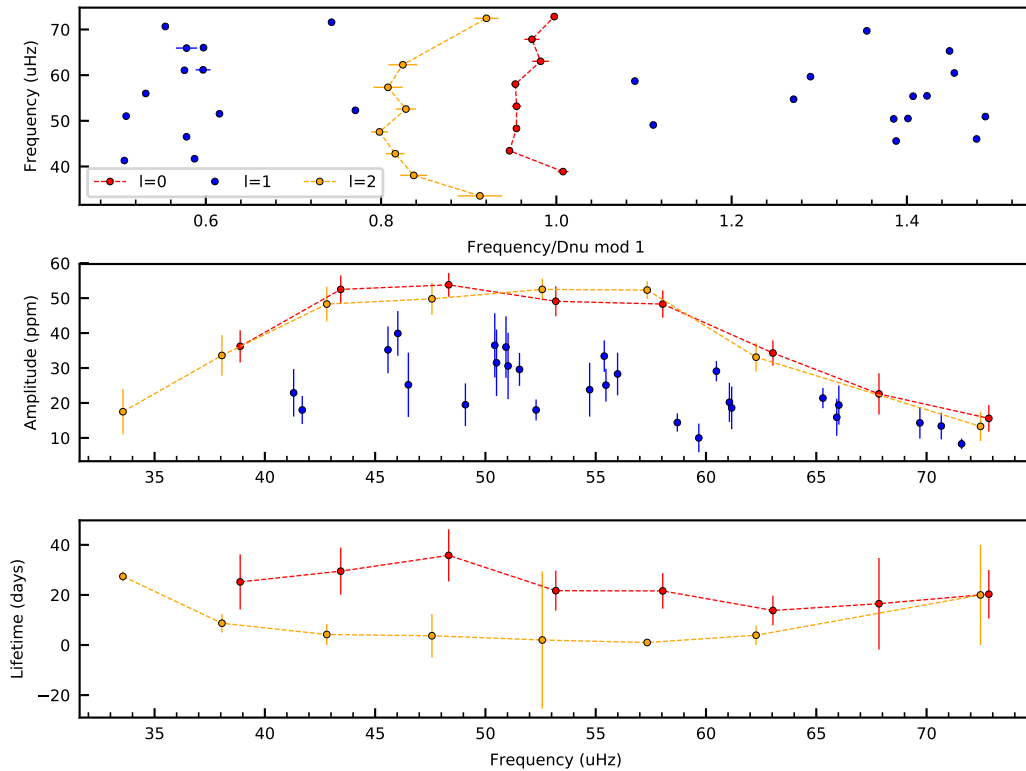 Frequency (uHz)
70
60
50
40
l=0 l=1 l=2
0.6 0.8 1.0 1.2 1.4
Frequency/Dnu mod 1
Amplitude (ppm)
60
50
40
30
20
10
35 40 45 50 55 60 65 70
Lifetime (days)
40
20
0
−20
35 40 45 50 55 60 65 70
Frequency (uHz)